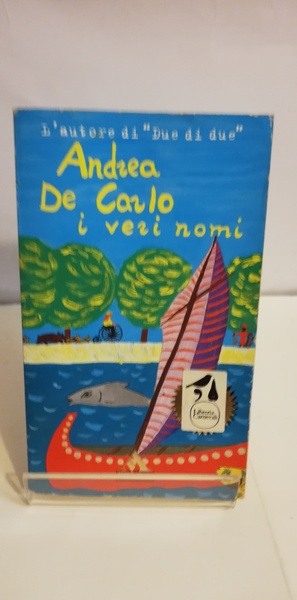 L'autore di "Due di due"
Andrea
De Carlo
i veri nomi